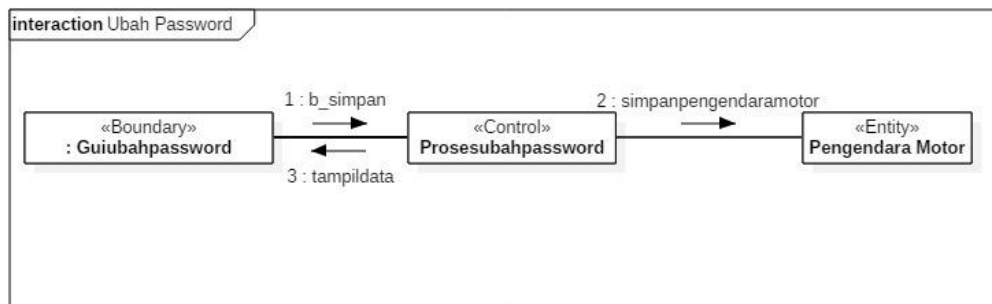 interaction Ubah Password
1 : b_simpan
2 : simpanpengendaramotor
«Boundary»
: Guiubahpassword
«Control»
Prosesubahpassword
«Entity»
Pengendara Motor
3 : tampildata